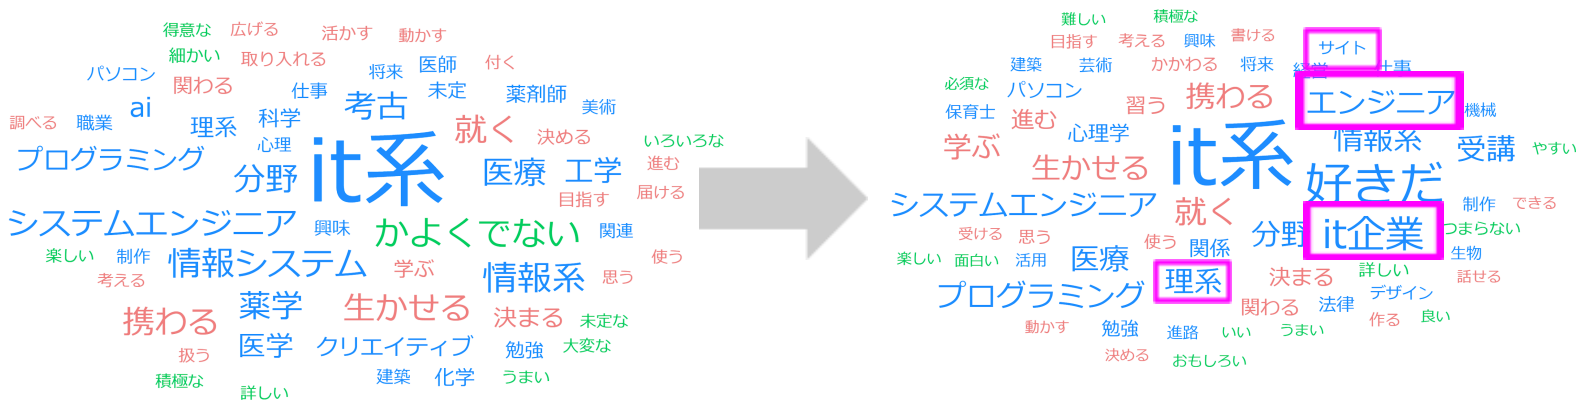 得意な 広げる 活かす 動かす
細かい 取り入れる 医師 付く
パソコン 関わる 将来 未定 薬剤師
ai 仕事 考古 美術
調べる 職業 理系 科学 就く 決める いろいろな
プログラミング 心理 it系 医療 工学 進む
分野 目指す 届ける
システムエンジニア 興味 かよくでない 関連
楽しい 制作 情報システム 学ぶ 情報系 思う 使う
考える 薬学 生かせる 決まる 未定な
携わる 医学 クリエイティブ 勉強 大変な
扱う 建築 化学 うまい
積極な 詳しい
難しい 積極な
目指す 考える 興味 書ける サイト
建築 芸術 かかわる 将来 経営 仕事
必須な パソコン 習う 携わる エンジニア 機械
保育士 進む 心理学 情報系 受講 やすい
学ぶ 生かせる it系 好きだ
システムエンジニア 就く 分野 it企業 制作 できる
受ける 思う 使う 関係 つまらない
楽しい 面白い 活用 医療 理系 決まる 詳しい 生物
プログラミング 関わる 法律 デザイン 話せる
動かす 勉強 進路 いい うまい 作る 良い
決める おもしろい